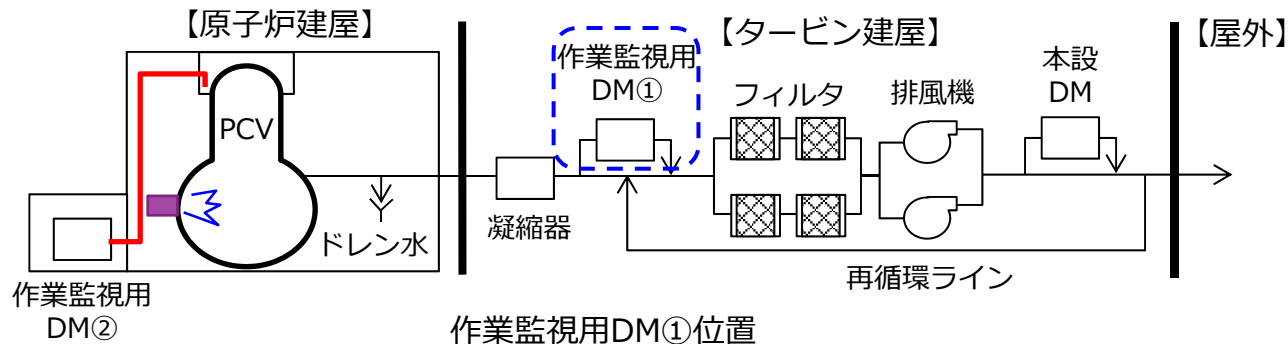 【原子炉建屋】
【タービン建屋】
【屋外】
作業監視用
DM①
フィルタ
排風機
本設
DM
PCV
凝縮器
ドレン水
再循環ライン
作業監視用
DM②
作業監視用DM①位置